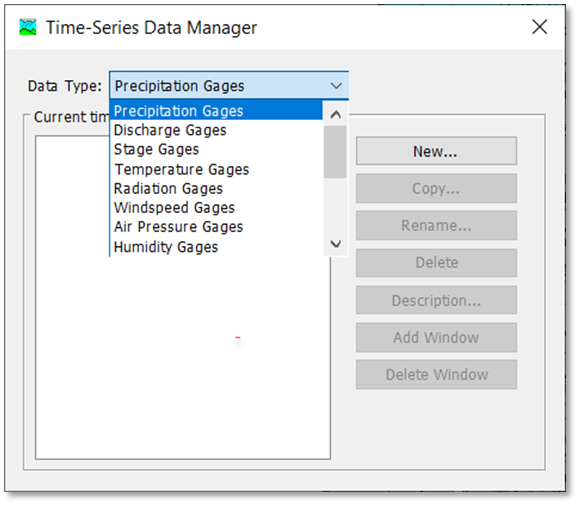 Time-Series Data Manager
Data Type: Precipitation Gages
Precipitation Gages
Discharge Gages
Stage Gages
Temperature Gages
Radiation Gages
Windspeed Gages
Air Pressure Gages
Humidity Gages
Current tim
New...
Copy...
Rename...
Delete
Description...
Add Window
Delete Window